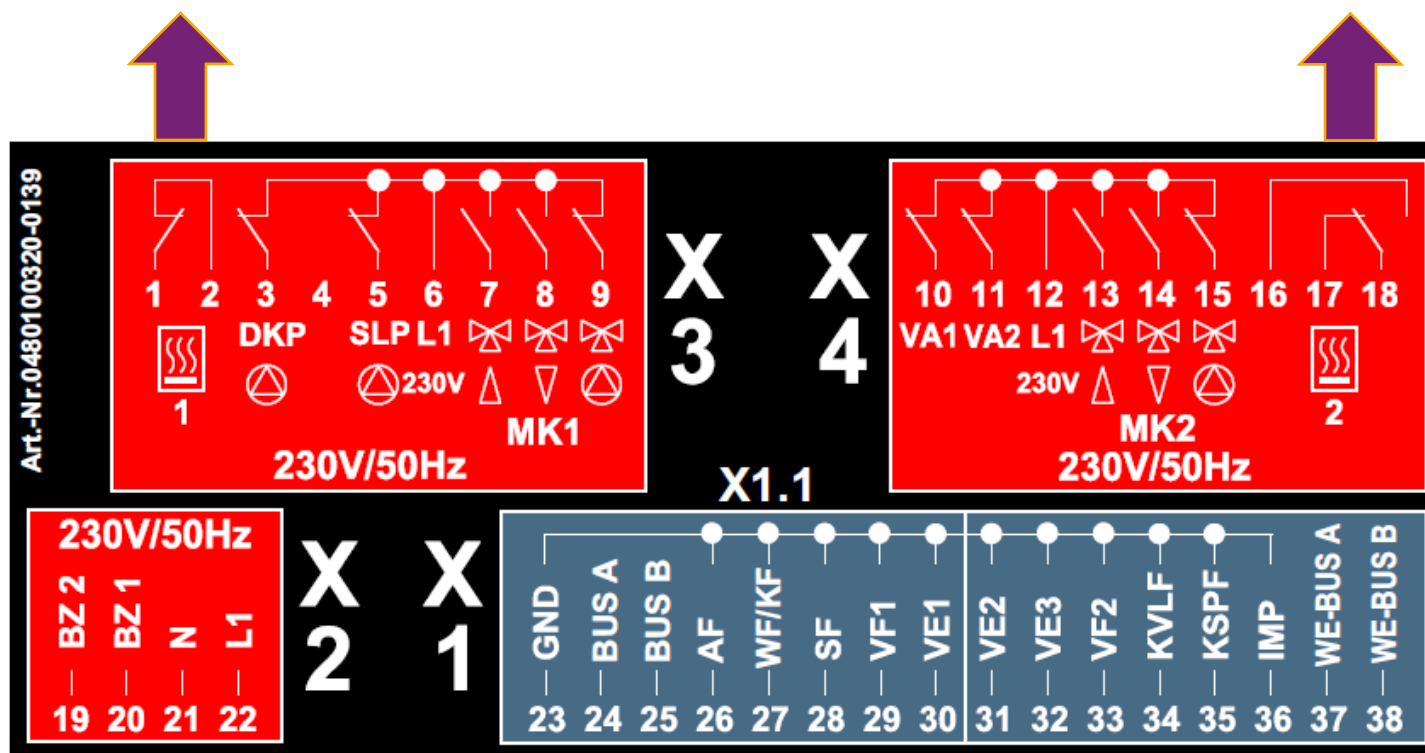 Art.-Nr.0480100320-0139
1 2 3 4 5 6 7 8 9
DKP SLP L1
230V
1
MK1
230V/50Hz
X
3
X
4
10 11 12 13 14 15 16 17 18
VA1 VA2 L1
230V
2
MK2
230V/50Hz
X1.1
230V/50Hz
BZ 2 BZ 1 N L1
19 20 21 22
X
2
X
1
GND BUS A BUS B AF WF/KF SF VF1 VE1 VE2 VE3 VF2 KVLF KSPF IMP WE-BUS A WE-BUS B
23 24 25 26 27 28 29 30 31 32 33 34 35 36 37 38